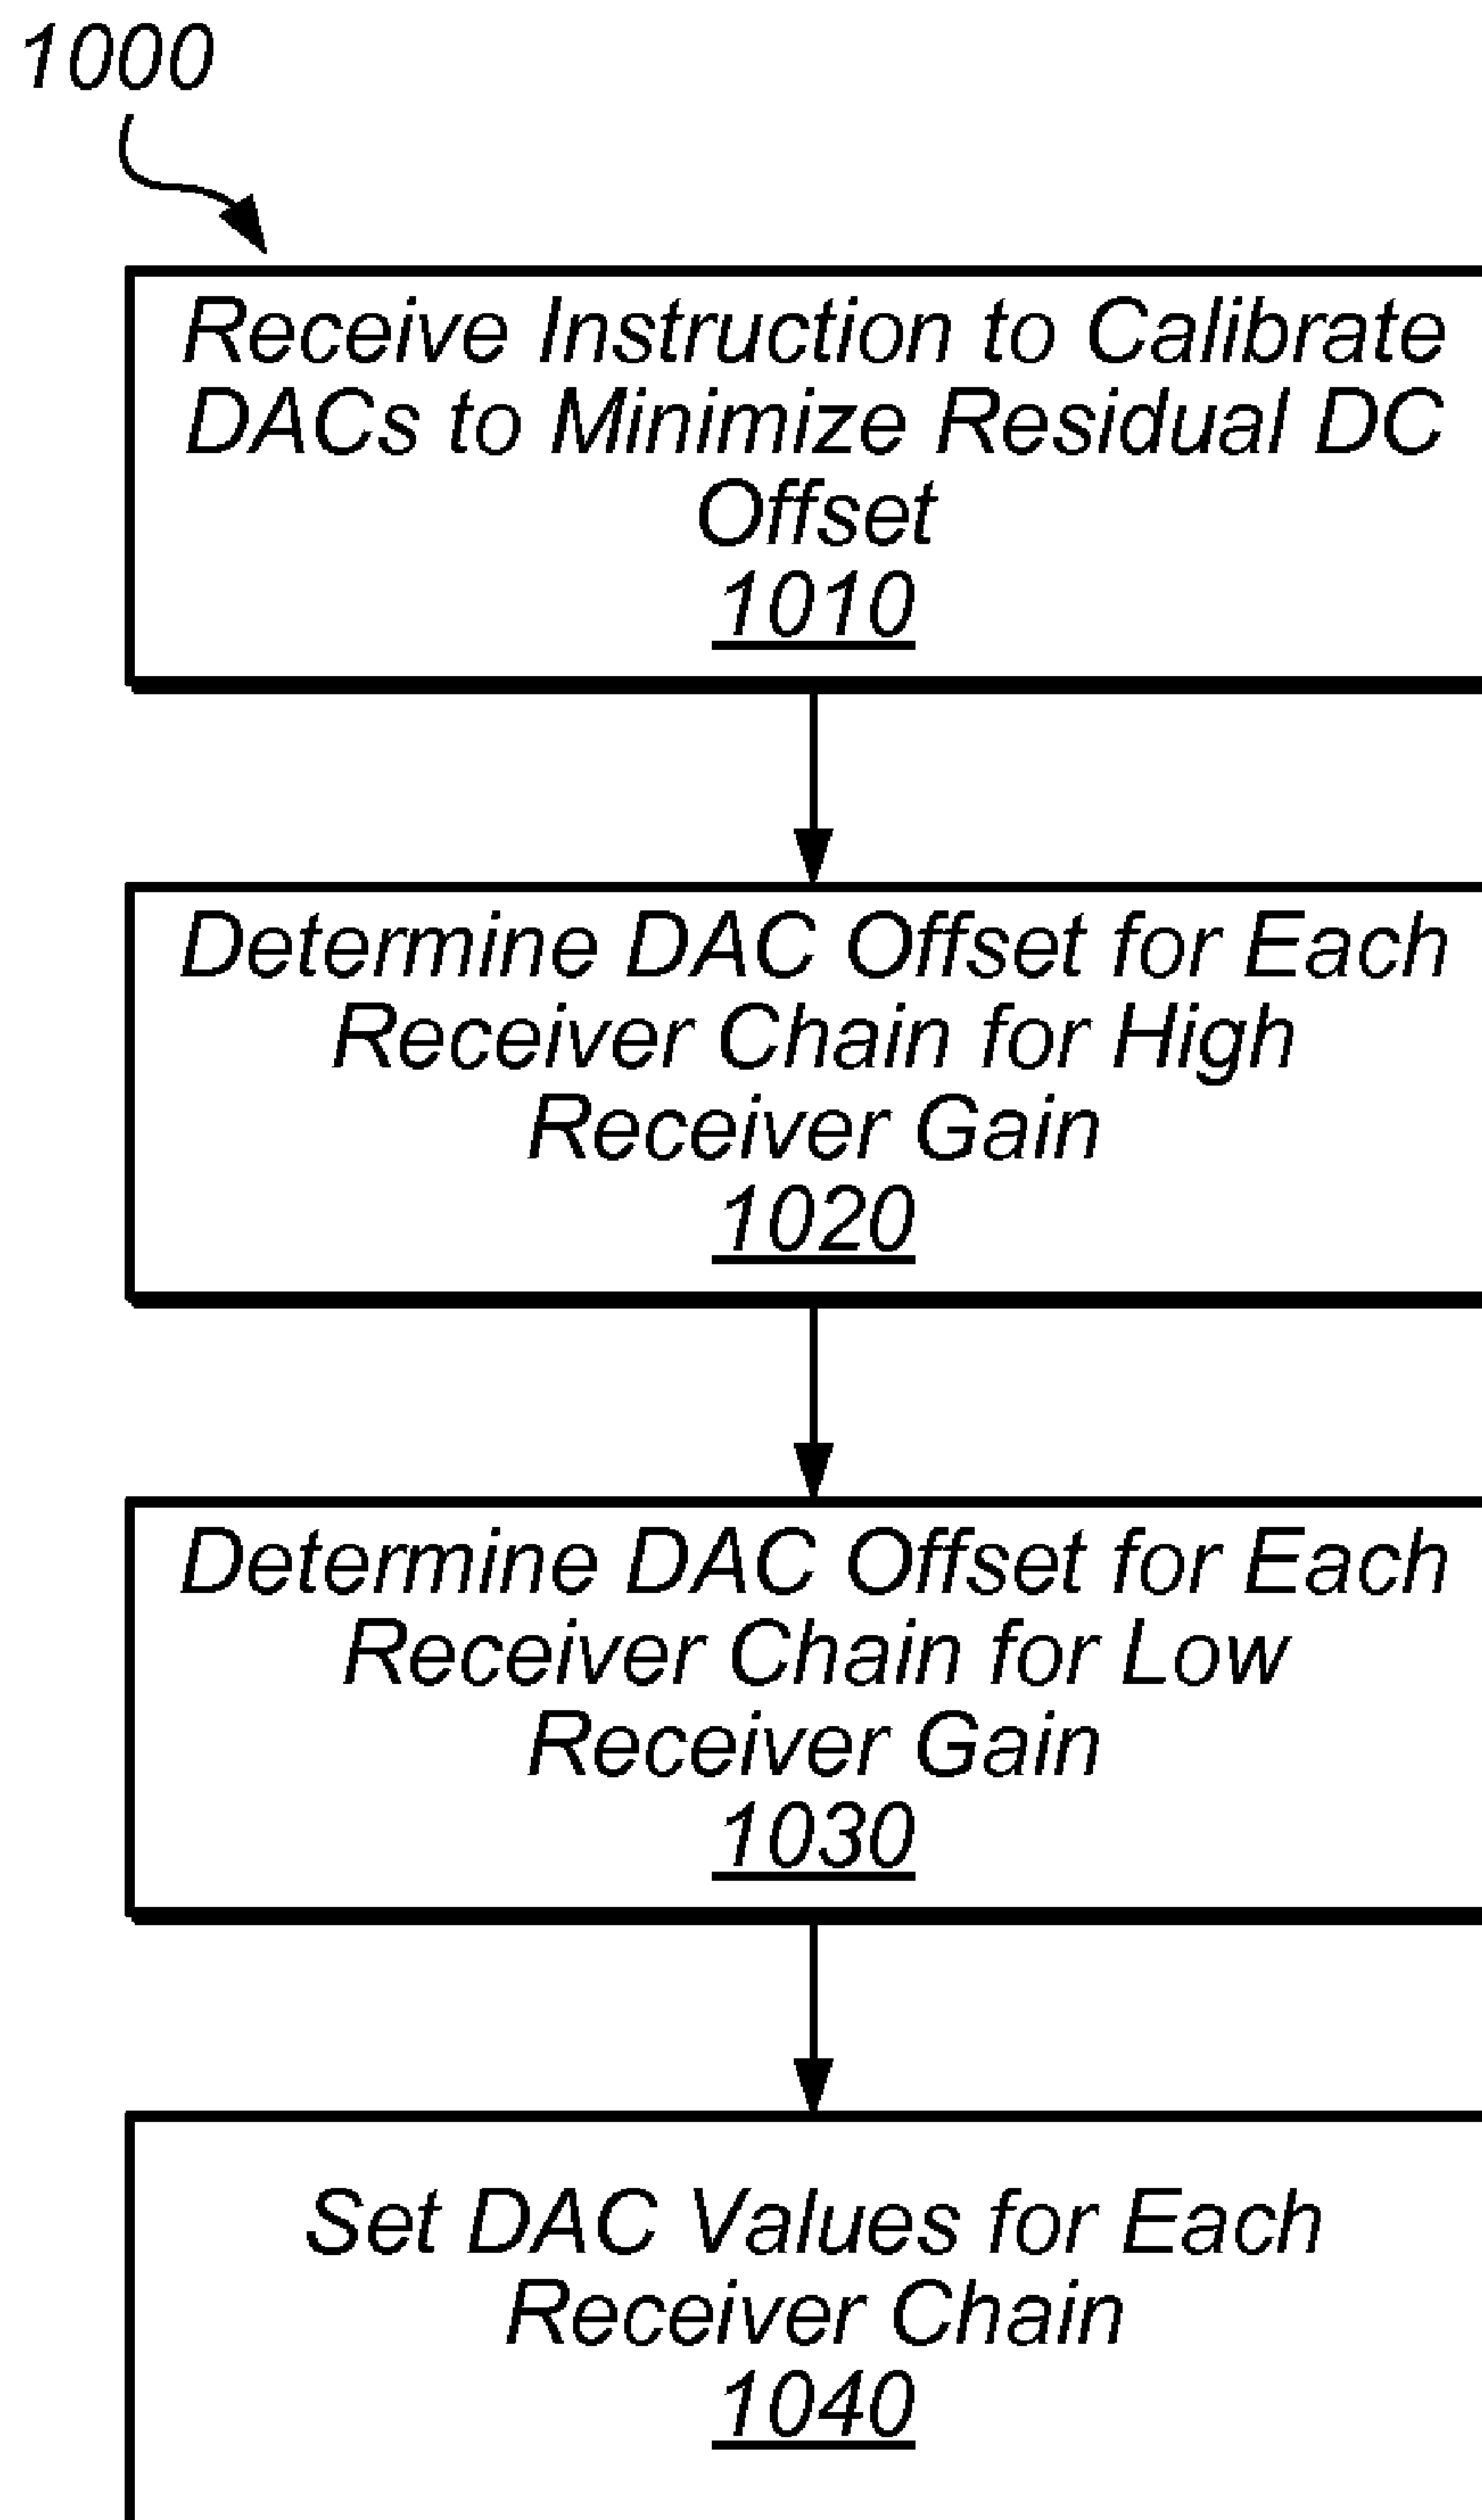 1000
Receive Instruction to Calibrate
DACs to Minimize Residual DC
Offset
1010
Determine DAC Offset for Each
Receiver Chain for High
Receiver Gain
1020
Determine DAC Offset for Each
Receiver Chain for Low
Receiver Gain
1030
Set DAC Values for Each
Receiver Chain
1040